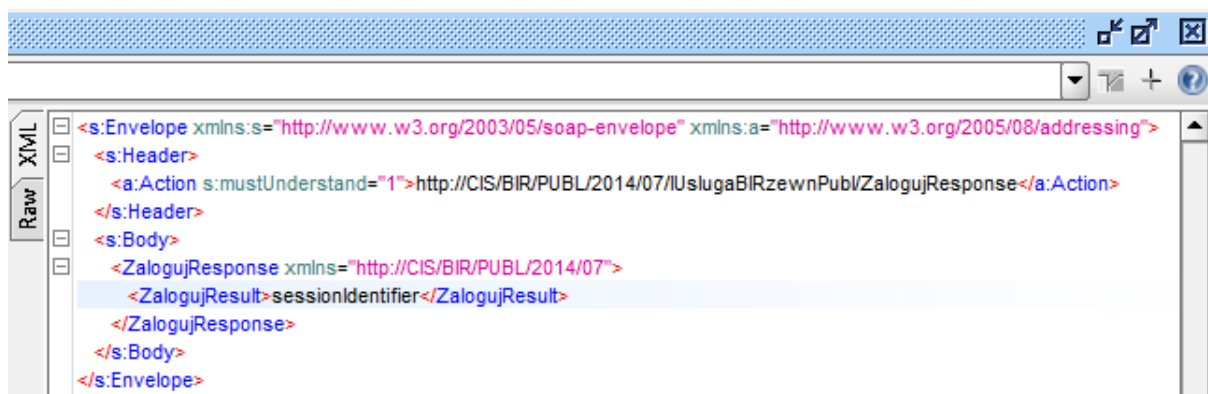 XML
Raw
<s:Envelope xmlns:s="http://www.w3.org/2003/05/soap-envelope" xmlns:a="http://www.w3.org/2005/08/addressing">
<s:Header>
<a:Action s:mustUnderstand="1">http://CIS/BIR/PUBL/2014/07/IUslugaBIRzewnPubl/ZalogujResponse</a:Action>
</s:Header>
<s:Body>
<ZalogujResponse xmlns="http://CIS/BIR/PUBL/2014/07">
<ZalogujResult>sessionIdentifier</ZalogujResult>
</ZalogujResponse>
</s:Body>
</s:Envelope>